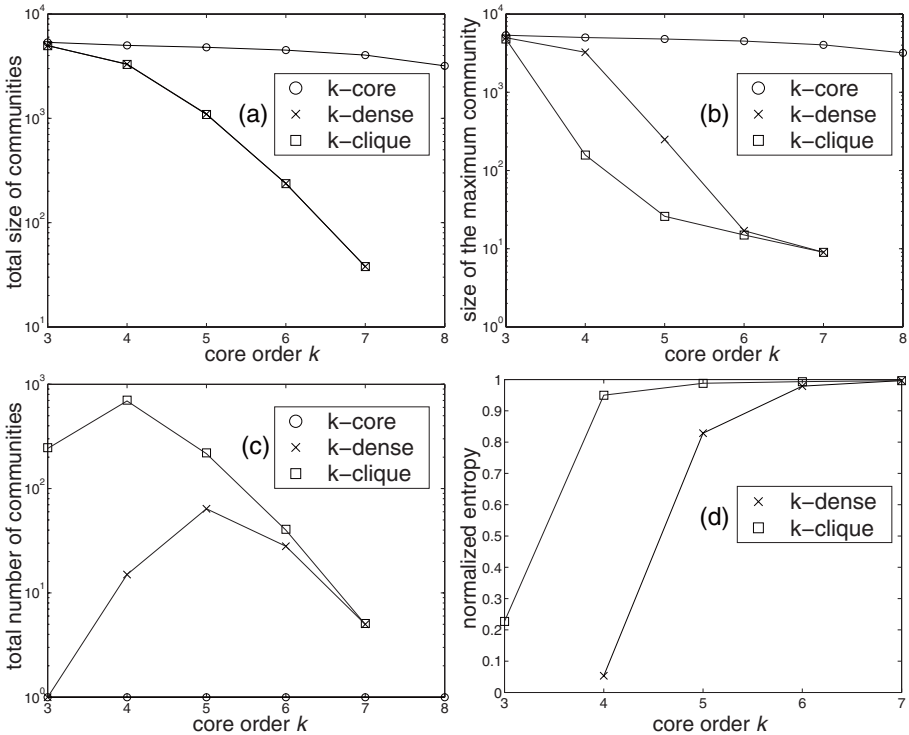 10^4
10^3
10^2
10^1
total size of communities
3 4 5 6 7 8
core order k
(a)
k-core
k-dense
k-clique
10^4
10^3
10^2
10^1
10^0
size of the maximum community
3 4 5 6 7 8
core order k
(b)
k-core
k-dense
k-clique
10^3
10^2
10^1
10^0
total number of communities
3 4 5 6 7 8
core order k
(c)
k-core
k-dense
k-clique
1
0.9
0.8
0.7
0.6
0.5
0.4
0.3
0.2
0.1
0
normalized entropy
3 4 5 6 7
core order k
(d)
k-dense
k-clique